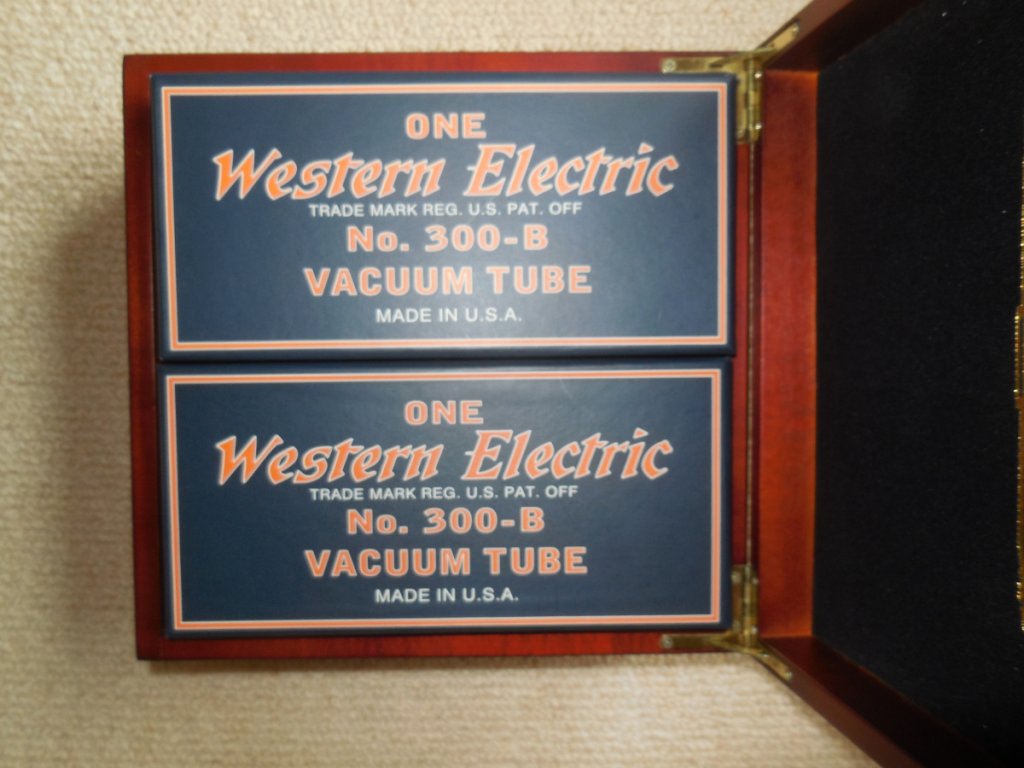 ONE
Western Electric
TRADE MARK REG. U.S. PAT. OFF
No. 300-B
VACUUM TUBE
MADE IN U.S.A.
ONE
Western Electric
TRADE MARK REG. U.S. PAT. OFF
No. 300-B
VACUUM TUBE
MADE IN U.S.A.